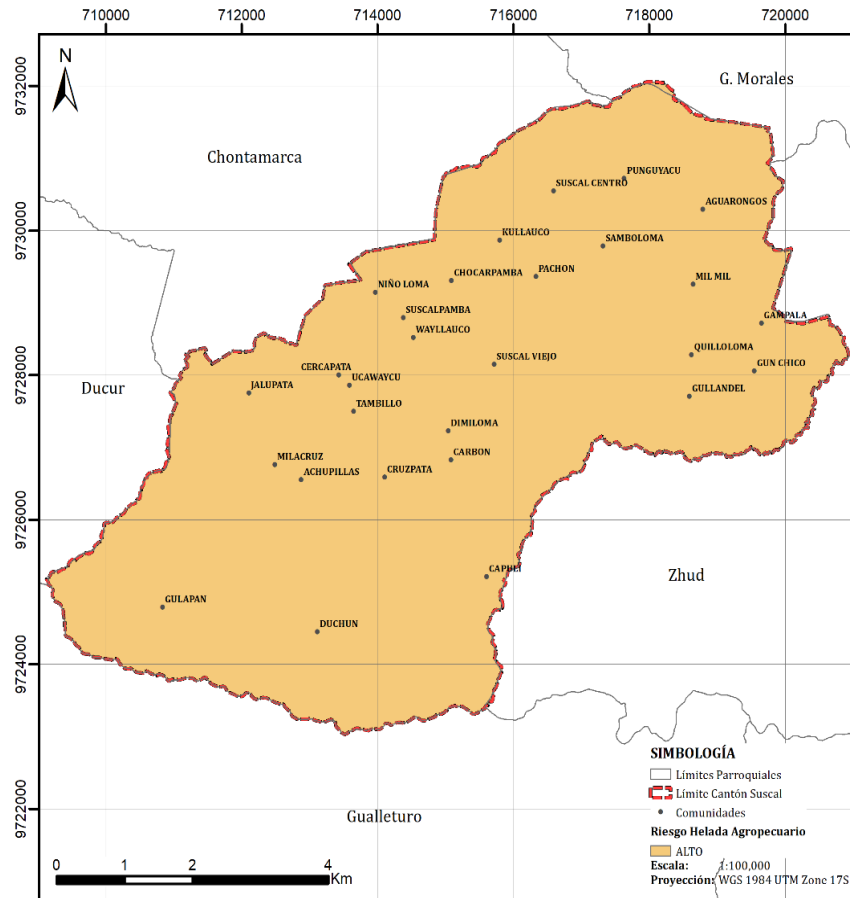 710000 712000 714000 716000 718000 720000
N
9732000
G. Morales
Chontamarca
PUNGUYACU
SUSCAL CENTRO
AGUARONGOS
9730000
KULLAUCO
SAMBOLOMA
CHOCARPAMBA
PACHON
MIL MIL
NIÑO LOMA
SUSCALPAMBA
GAMPALA
WAYLLAUCO
QUILLOLOMA
SUSCAL VIEJO
GUN CHICO
9728000
CERCAPATA
UCAWAYCU
JALUPATA
Ducur
GULLANDEL
TAMBILLO
DIMILOMA
CARBON
MILACRUZ
ACHUPILLAS
CRUZPATA
9726000
CAPULI
Zhud
GULAPAN
DUCHUN
9724000
9722000
Gualleturo
SIMBOLOGÍA
Límites Parroquiales
Límite Cantón Suscal
Comunidades
Riesgo Helada Agropecuario
ALTO
Escala: 1:100,000
Proyección: WGS 1984 UTM Zone 17S
0 1 2 4
Km